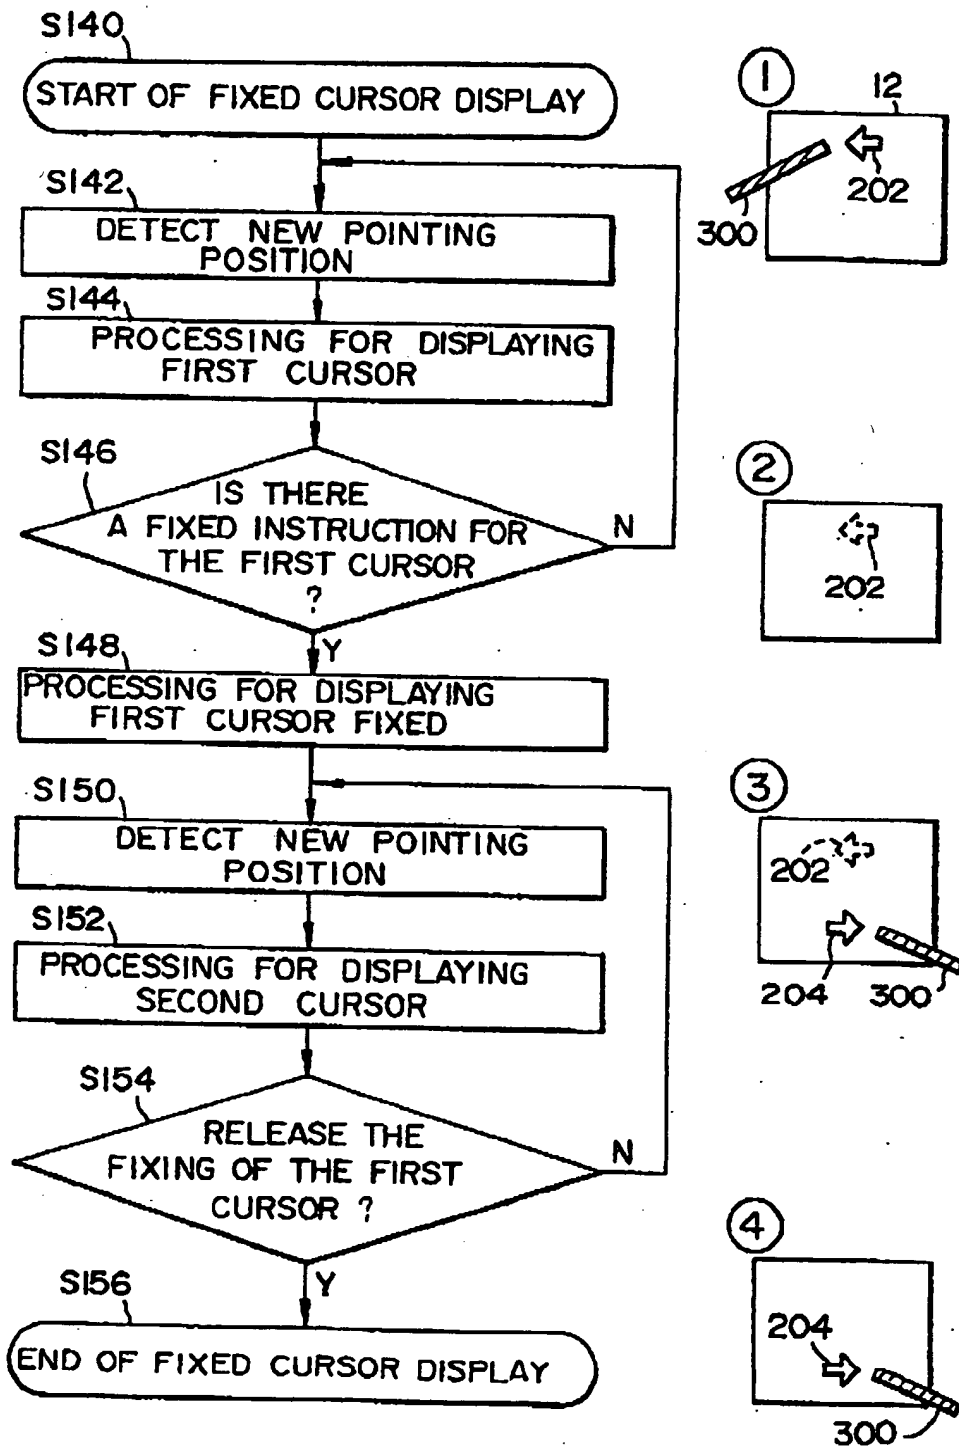 S140
START OF FIXED CURSOR DISPLAY
S142
DETECT NEW POINTING
POSITION
S144
PROCESSING FOR DISPLAYING
FIRST CURSOR
S146
IS THERE
A FIXED INSTRUCTION FOR
THE FIRST CURSOR
?
N
Y
S148
PROCESSING FOR DISPLAYING
FIRST CURSOR FIXED
S150
DETECT NEW POINTING
POSITION
S152
PROCESSING FOR DISPLAYING
SECOND CURSOR
S154
RELEASE THE
FIXING OF THE FIRST
CURSOR ?
N
Y
S156
END OF FIXED CURSOR DISPLAY
1
12
202
300
2
202
3
202
204
300
4
204
300